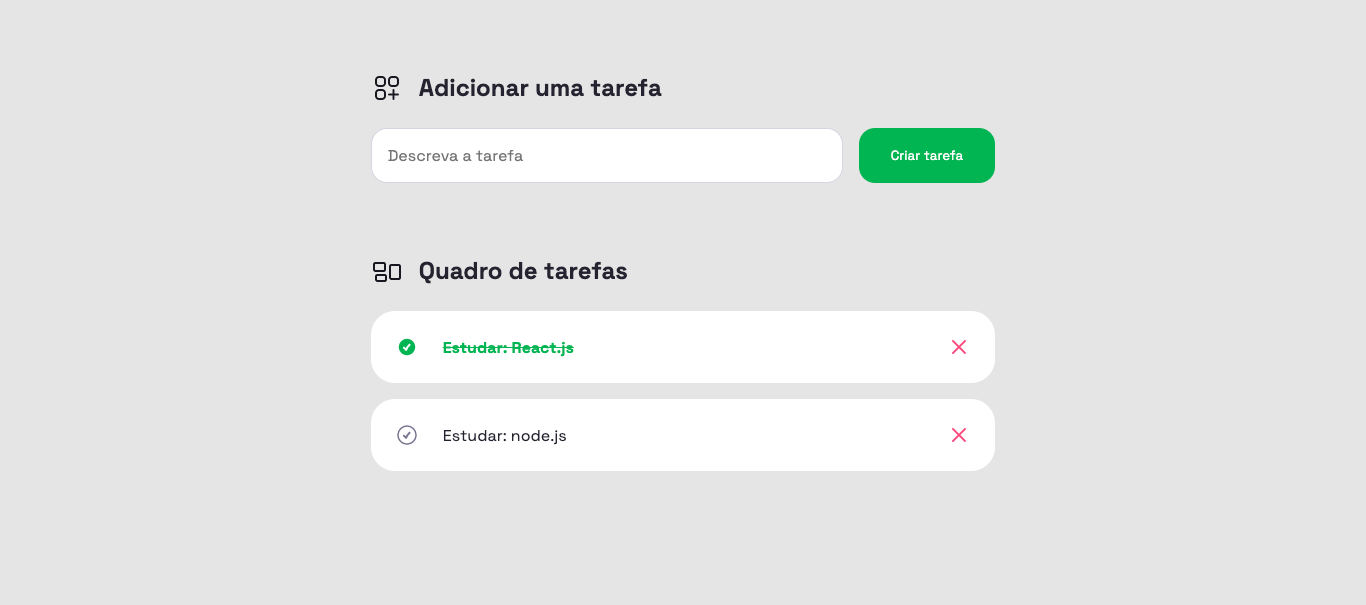 Adicionar uma tarefa
Descreva a tarefa
Criar tarefa
Quadro de tarefas
Estudar: React.js
Estudar: node.js